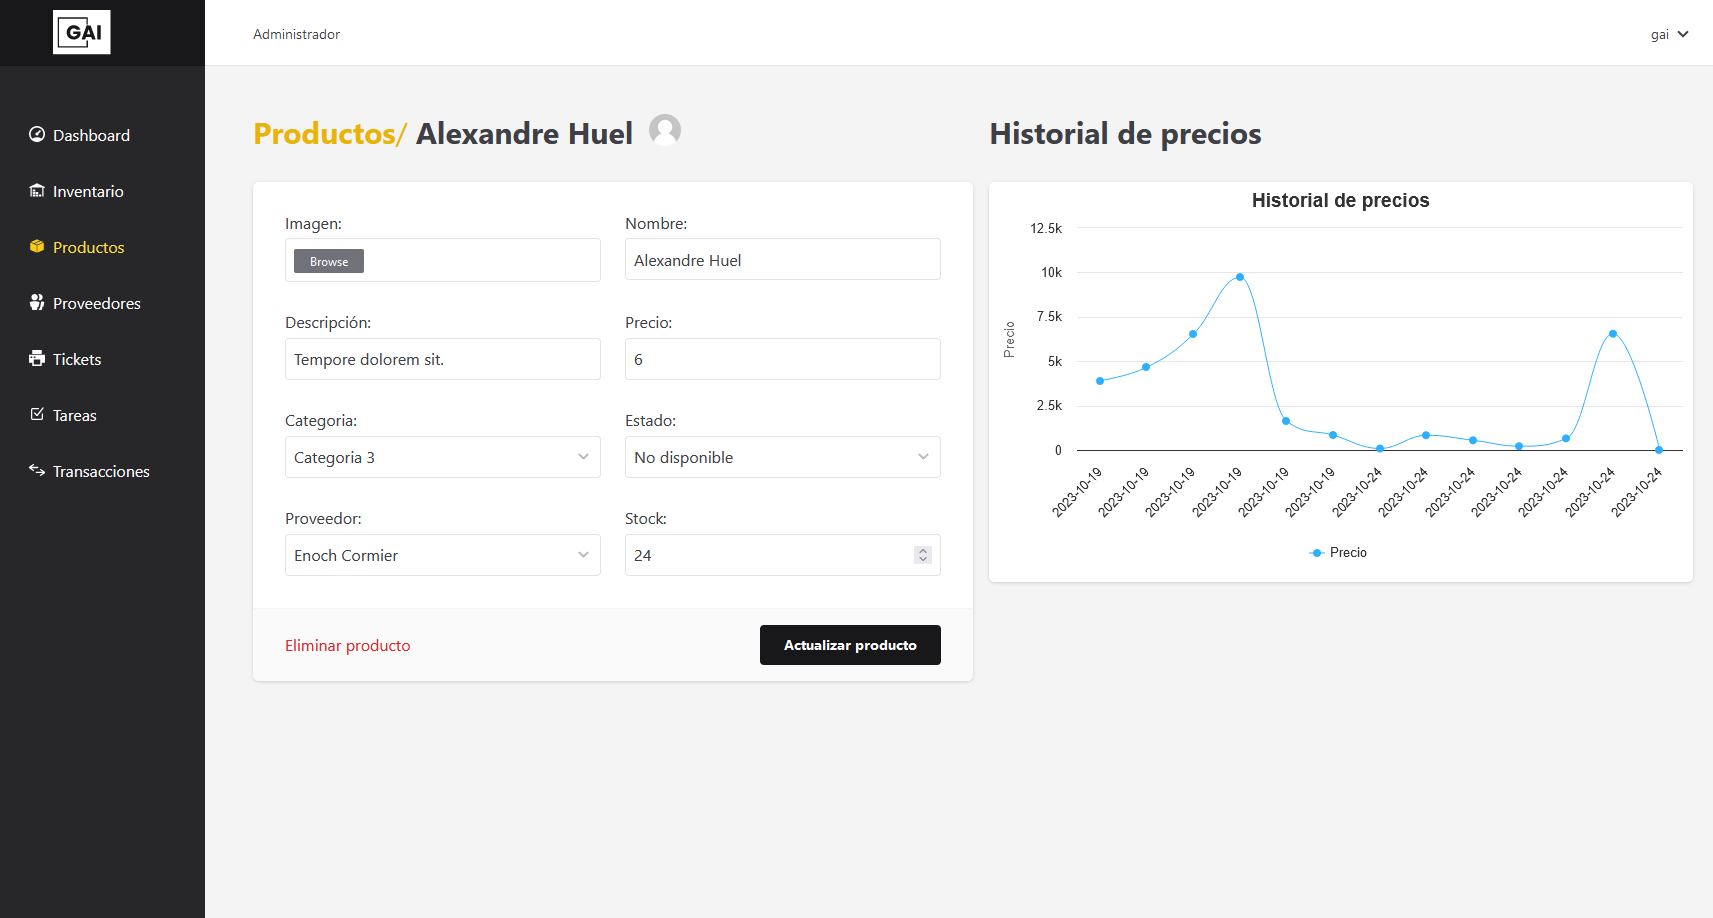 GAI
Administrador
gai
Dashboard
Inventario
Productos
Proveedores
Tickets
Tareas
Transacciones
Productos/ Alexandre Huel
Imagen:
Browse
Nombre:
Alexandre Huel
Descripción:
Tempore dolorem sit.
Precio:
6
Categoria:
Categoria 3
Estado:
No disponible
Proveedor:
Enoch Cormier
Stock:
24
Eliminar producto
Actualizar producto
Historial de precios
Historial de precios
Precio
12.5k
10k
7.5k
5k
2.5k
0
2023-10-19
2023-10-19
2023-10-19
2023-10-19
2023-10-19
2023-10-19
2023-10-24
2023-10-24
2023-10-24
2023-10-24
2023-10-24
2023-10-24
2023-10-24
Precio